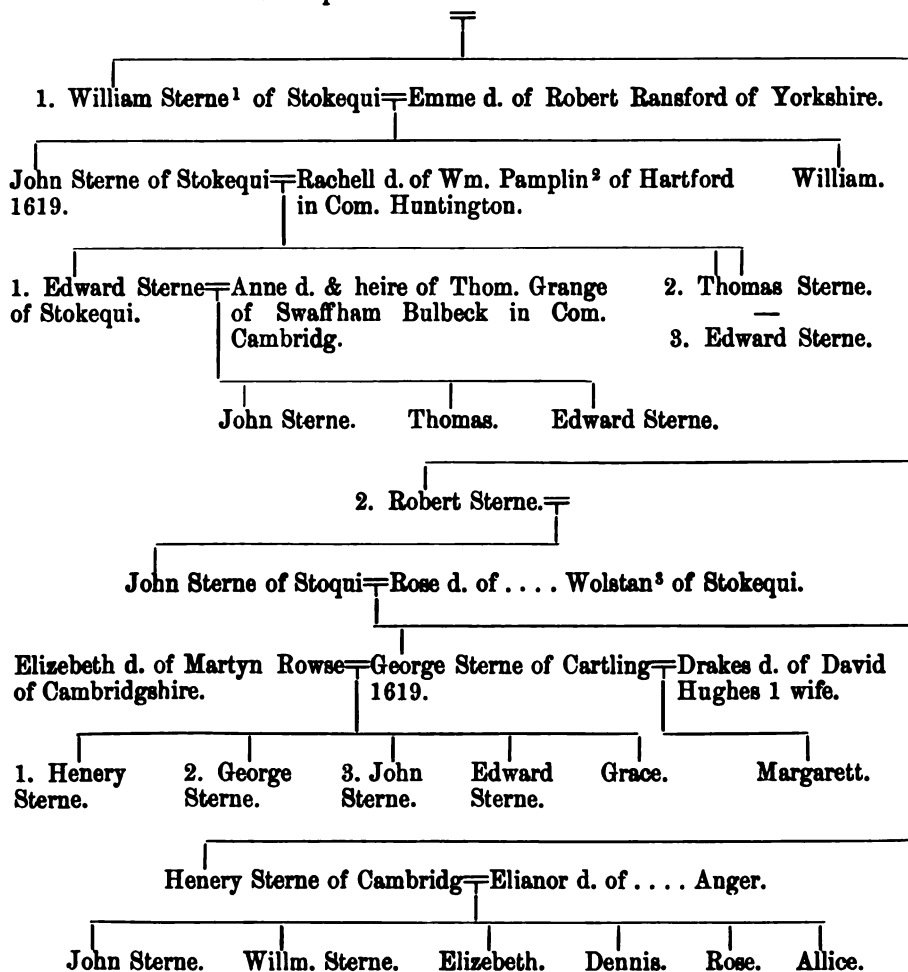 1. William Sterne¹ of Stokequi Emme d. of Robert Ransford of Yorkshire.
John Sterne of Stokequi Rachell d. of Wm. Pamplin² of Hartford William.
1619. in Com. Huntington.
1. Edward Sterne Anne d. & heire of Thom. Grange 2. Thomas Sterne.
of Stokequi. of Swaffham Bulbeck in Com.
Cambridg. 3. Edward Sterne.
John Sterne. Thomas. Edward Sterne.
2. Robert Sterne.
John Sterne of Stoqui Rose d. of .... Wolstan³ of Stokequi.
Elizebeth d. of Martyn Rowse George Sterne of Cartling Drakes d. of David
of Cambridgshire. 1619. Hughes 1 wife.
1. Henery 2. George 3. John Edward Grace. Margarett.
Sterne. Sterne. Sterne. Sterne.
Henery Sterne of Cambridg Elianor d. of .... Anger.
John Sterne. Willm. Sterne. Elizebeth. Dennis. Rose. Allice.